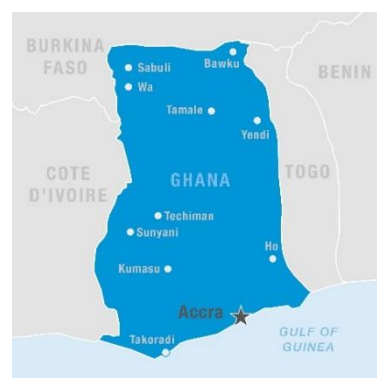 BURKINA
FASO
Sabuli
Bawku
BENIN
Wa
Tamale
Yendi
COTE
D'IVOIRE
GHANA
TOGO
Techiman
Sunyani
Ho
Kumasu
Accra
Takoradi
GULF OF
GUINEA